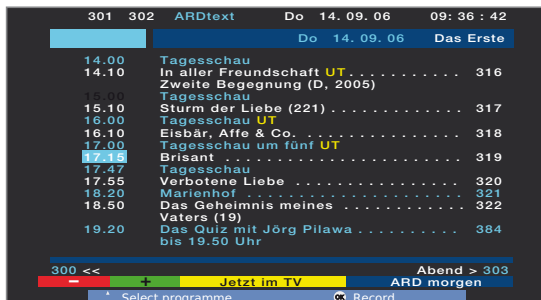 301 302 ARDtext Do 14. 09. 06 09: 36 : 42
Do 14. 09. 06 Das Erste
14.00 Tagesschau
14.10 In aller Freundschaft UT . . . . . . . . . . . 316
Zweite Begegnung (D, 2005)
15.00 Tagesschau
15.10 Sturm der Liebe (221) . . . . . . . . . . . . . 317
16.00 Tagesschau UT
16.10 Eisbär, Affe & Co. . . . . . . . . . . . . . . . 318
17.00 Tagesschau um fünf UT
17.15 Brisant . . . . . . . . . . . . . . . . . . . . . . . 319
17.47 Tagesschau
17.55 Verbotene Liebe . . . . . . . . . . . . . . . . 320
18.20 Marienhof . . . . . . . . . . . . . . . . . . . . . 321
18.50 Das Geheimnis meines . . . . . . . . . . . 322
Vaters (19)
19.20 Das Quiz mit Jörg Pilawa . . . . . . . . . . 384
bis 19.50 Uhr
300 << Abend > 303
− + Jetzt im TV ARD morgen
Select programme OK Record